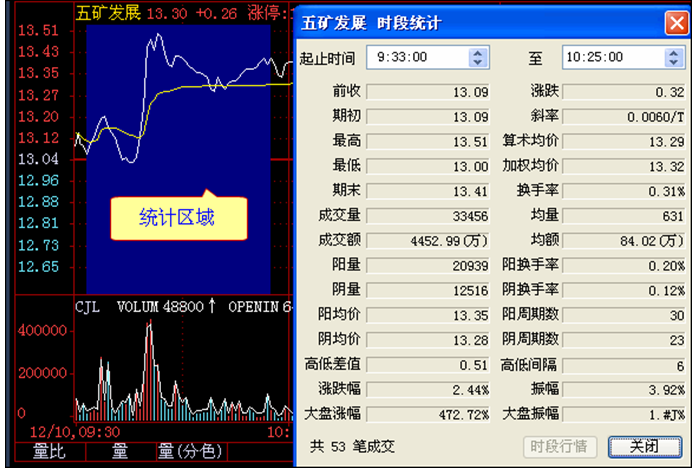 五矿发展 13.30 +0.26 涨停:
13.51
13.43
13.35
13.27
13.20
13.12
13.04
12.96
12.88
12.81
12.73
12.65
统计区域
CJL VOLUM 48800↑ OPENIN 6
400000
200000
0
12/10,09:30 10:
量比 量 量(分色)
五矿发展 时段统计
起止时间 9:33:00 至 10:25:00
前收 13.09 涨跌 0.32
期初 13.09 斜率 0.0060/T
最高 13.51 算术均价 13.29
最低 13.00 加权均价 13.32
期末 13.41 换手率 0.31%
成交量 33456 均量 631
成交额 4452.99(万) 均额 84.02(万)
阳量 20939 阳换手率 0.20%
阴量 12516 阴换手率 0.12%
阳均价 13.35 阳周期数 30
阴均价 13.28 阴周期数 23
高低差值 0.51 高低间隔 6
涨跌幅 2.44% 振幅 3.92%
大盘涨幅 472.72% 大盘振幅 1.#J%
共 53 笔成交 时段行情 关闭